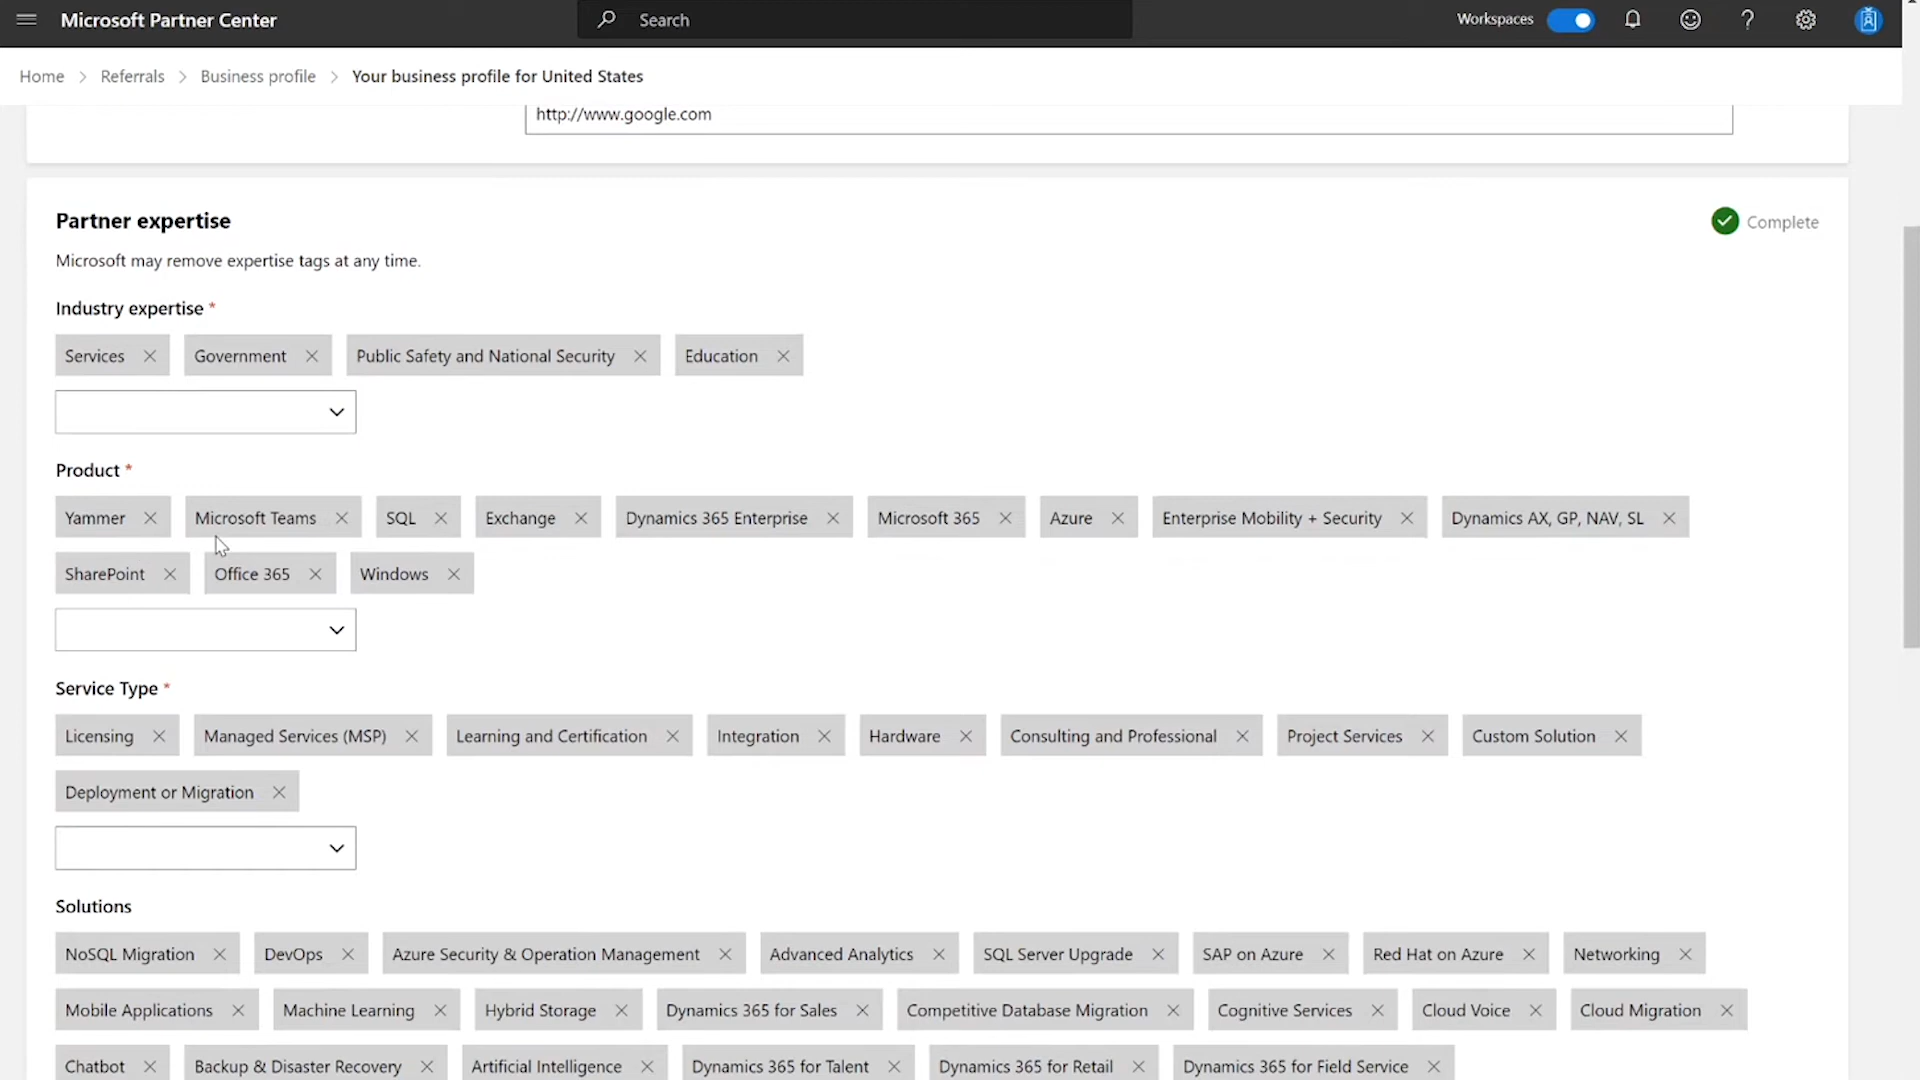 Microsoft Partner Center
Search
Workspaces
Home > Referrals > Business profile > Your business profile for United States
http://www.google.com
Partner expertise
Complete
Microsoft may remove expertise tags at any time.
Industry expertise *
Services Government Public Safety and National Security Education
Product *
Yammer Microsoft Teams SQL Exchange Dynamics 365 Enterprise Microsoft 365 Azure Enterprise Mobility + Security Dynamics AX, GP, NAV, SL
SharePoint Office 365 Windows
Service Type *
Licensing Managed Services (MSP) Learning and Certification Integration Hardware Consulting and Professional Project Services Custom Solution
Deployment or Migration
Solutions
NoSQL Migration DevOps Azure Security & Operation Management Advanced Analytics SQL Server Upgrade SAP on Azure Red Hat on Azure Networking
Mobile Applications Machine Learning Hybrid Storage Dynamics 365 for Sales Competitive Database Migration Cognitive Services Cloud Voice Cloud Migration
Chatbot Backup & Disaster Recovery Artificial Intelligence Dynamics 365 for Talent Dynamics 365 for Retail Dynamics 365 for Field Service